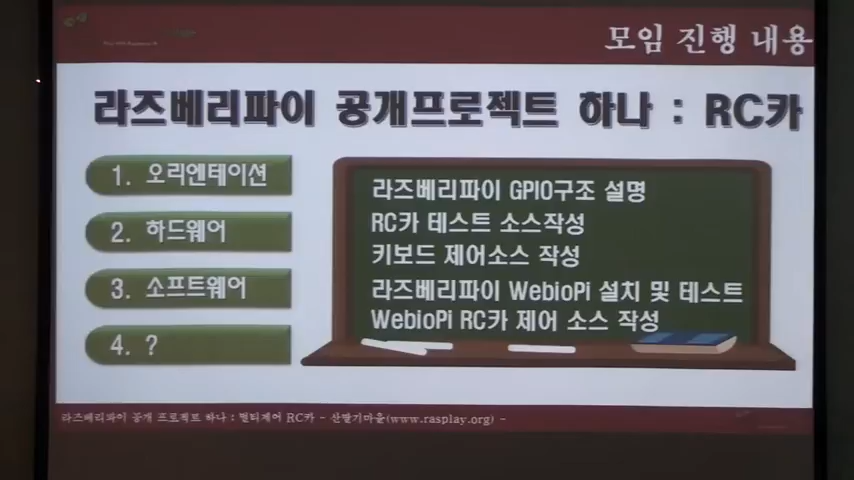 모임 진행 내용
라즈베리파이 공개프로젝트 하나 : RC카
1. 오리엔테이션
2. 하드웨어
3. 소프트웨어
4. ?
라즈베리파이 GPIO구조 설명
RC카 테스트 소스작성
키보드 제어소스 작성
라즈베리파이 WebioPi 설치 및 테스트
WebioPi RC카 제어 소스 작성
라즈베리파이 공개 프로젝트 하나 : 멀티제어 RC카 - 산딸기마을(www.rasplay.org) -